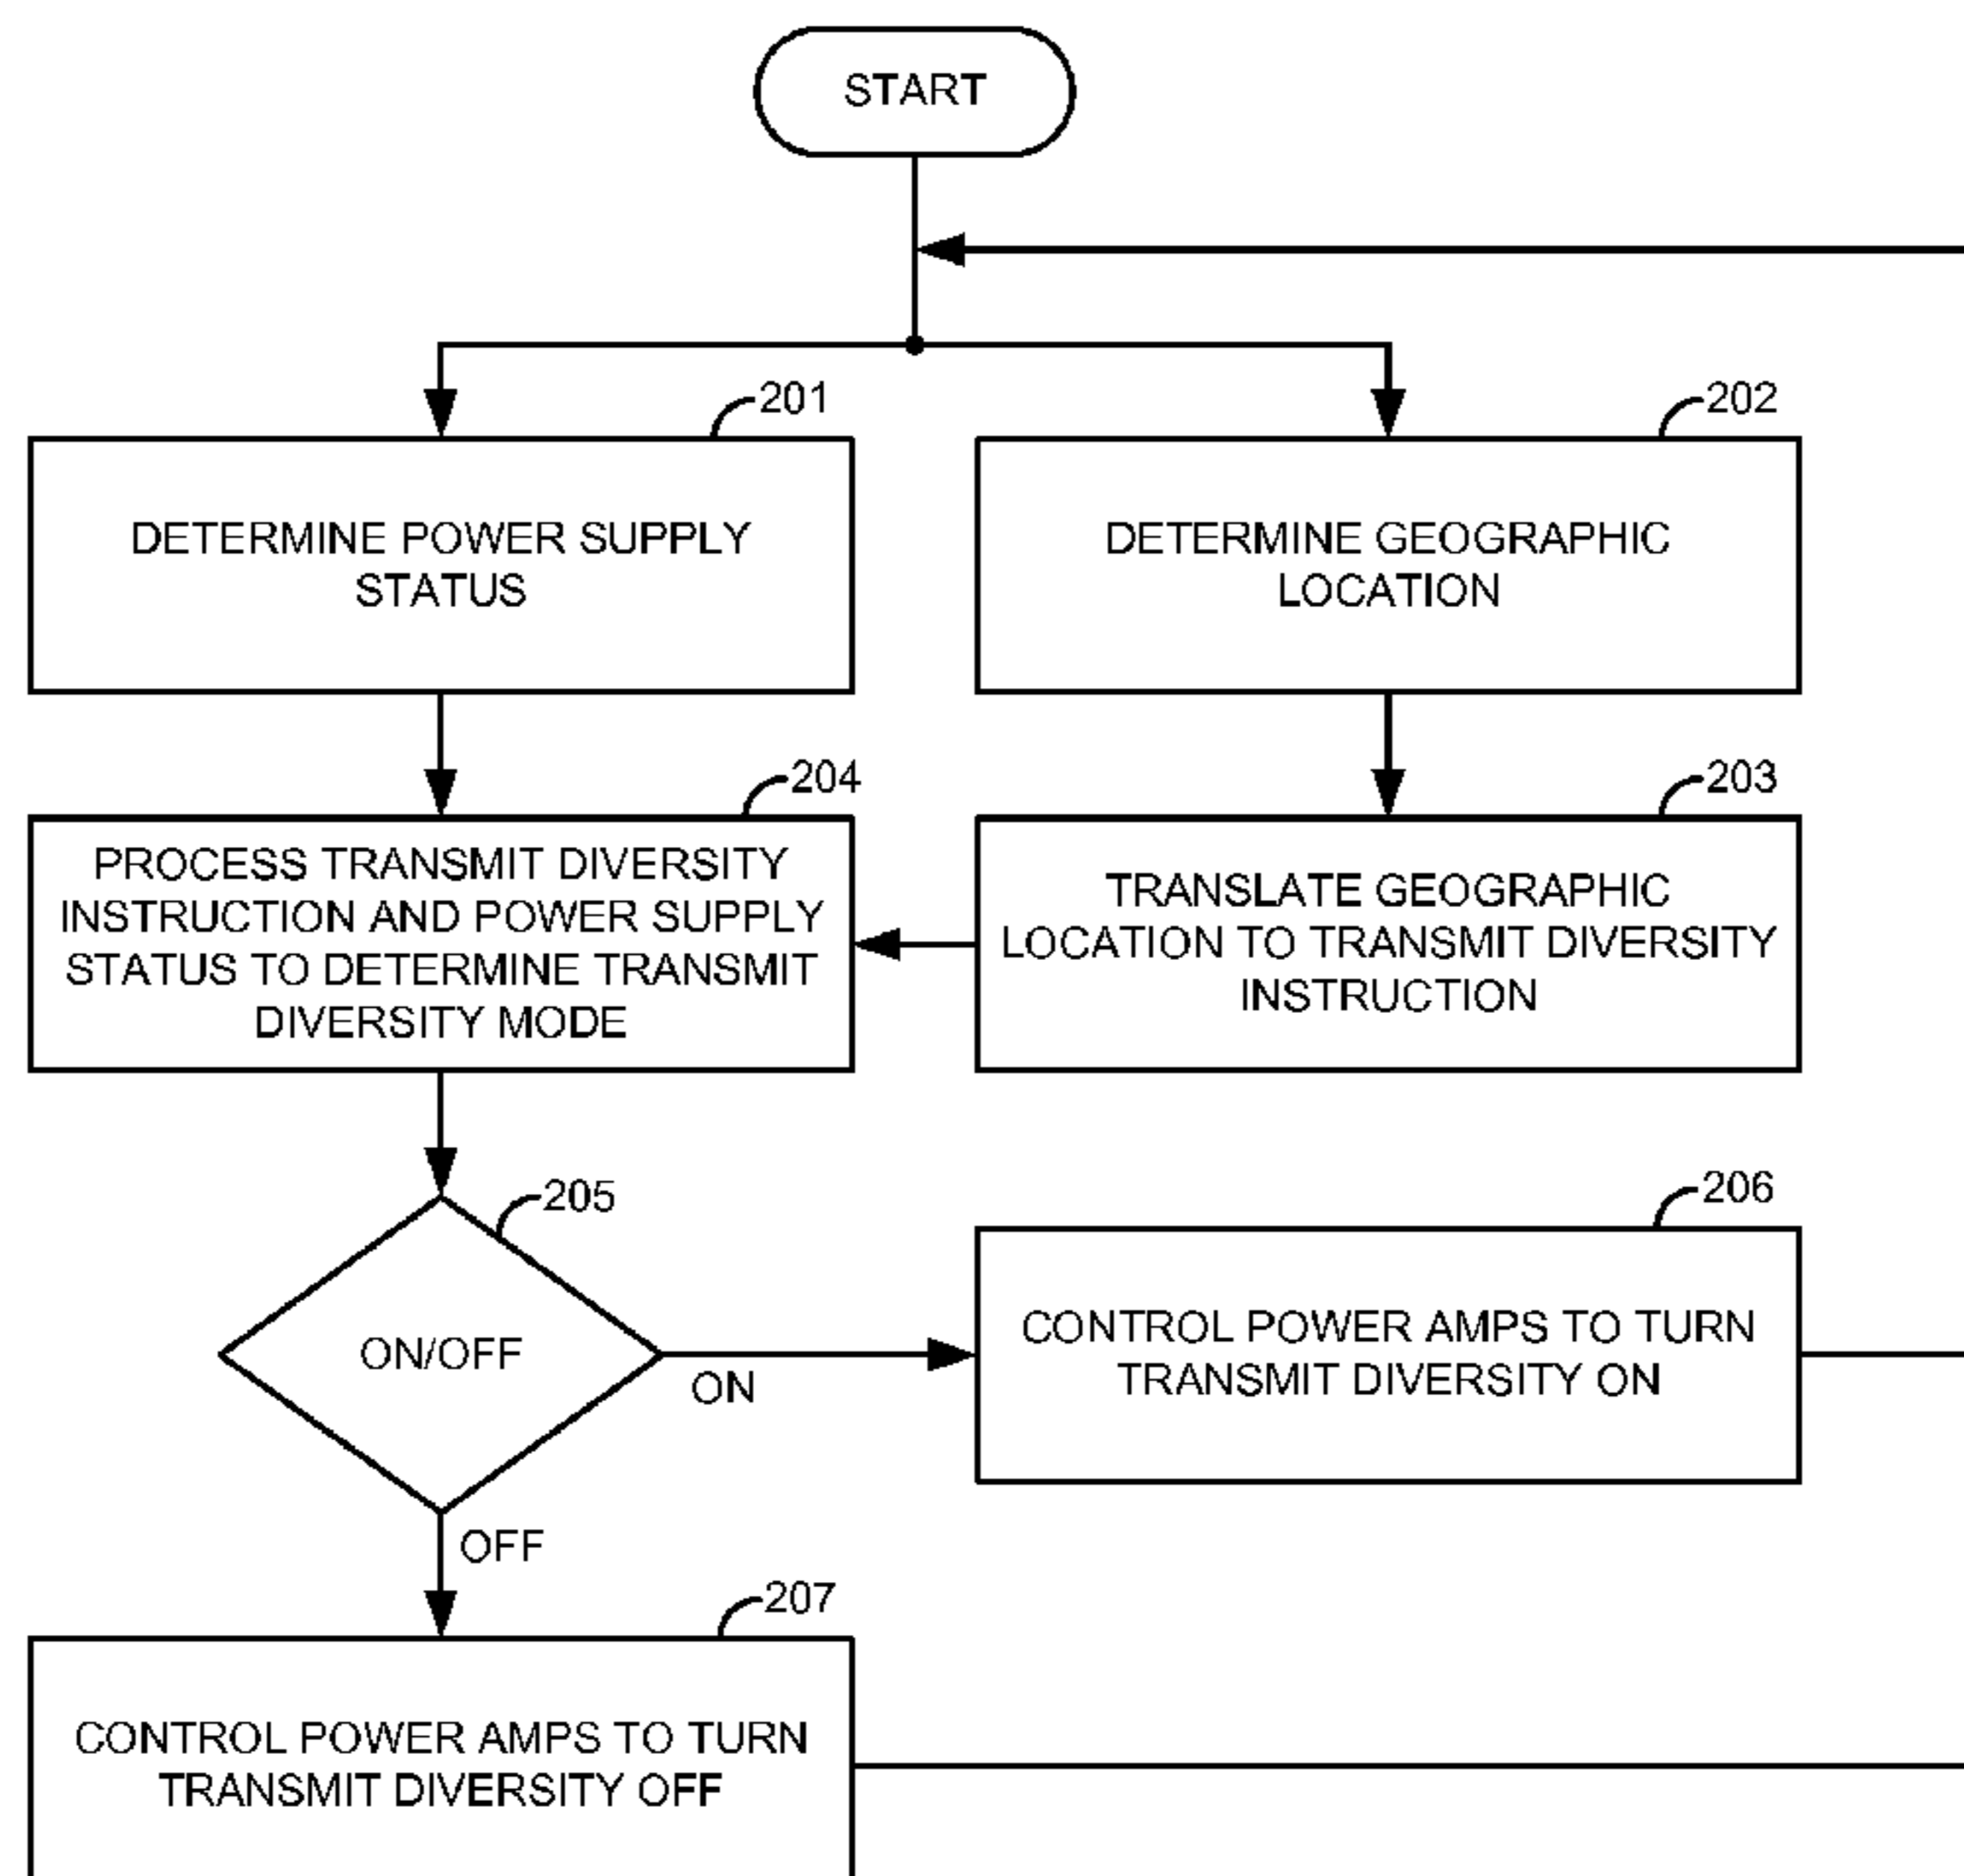 START
201
202
DETERMINE POWER SUPPLY
STATUS
DETERMINE GEOGRAPHIC
LOCATION
204
203
PROCESS TRANSMIT DIVERSITY
INSTRUCTION AND POWER SUPPLY
STATUS TO DETERMINE TRANSMIT
DIVERSITY MODE
TRANSLATE GEOGRAPHIC
LOCATION TO TRANSMIT DIVERSITY
INSTRUCTION
205
206
ON/OFF
ON
CONTROL POWER AMPS TO TURN
TRANSMIT DIVERSITY ON
OFF
207
CONTROL POWER AMPS TO TURN
TRANSMIT DIVERSITY OFF